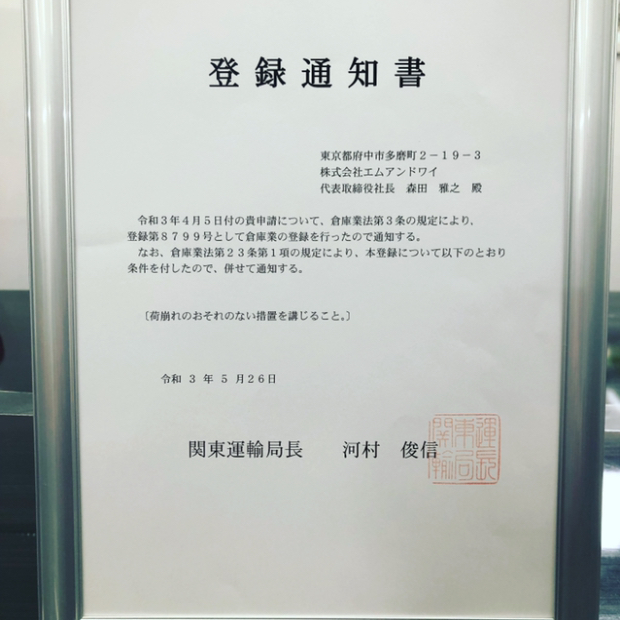 登録通知書
東京都府中市多磨町２－１９－３
株式会社エムアンドワイ
代表取締役社長　森田　雅之　殿
令和３年４月５日付の貴申請について、倉庫業法第３条の規定により、
登録第８７９９号として倉庫業の登録を行ったので通知する。
なお、倉庫業法第２３条第１項の規定により、本登録について以下のとおり
条件を付したので、併せて通知する。
〔荷崩れのおそれのない措置を講じること。〕
令和 ３ 年 ５ 月２６日
関東運輸局長　河村　俊信
関東運輸局長